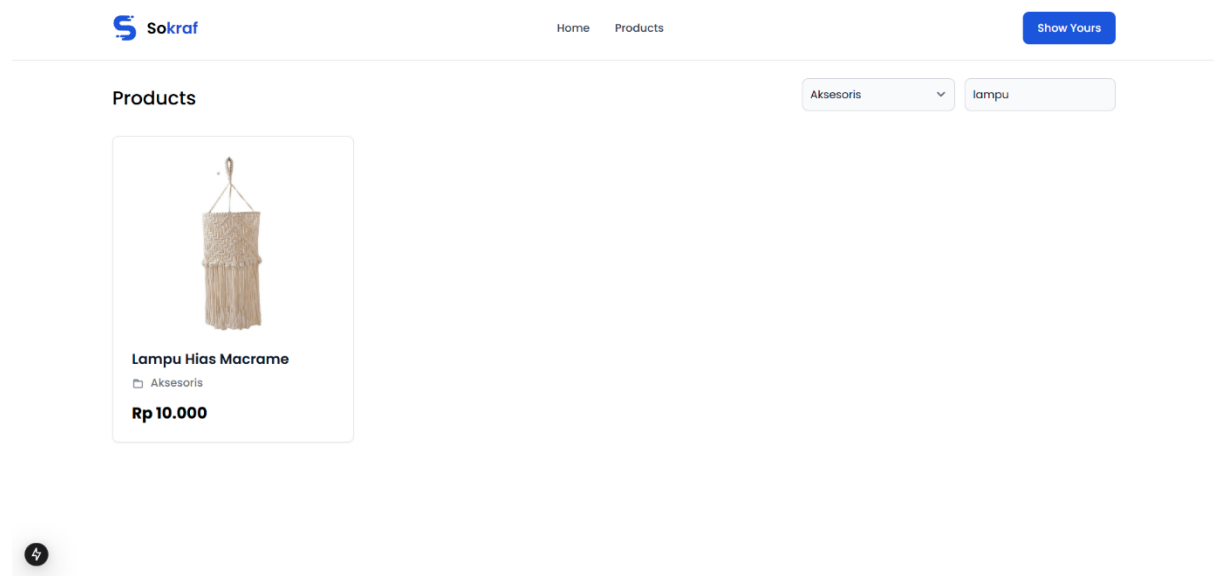 Sokraf
Home
Products
Show Yours
Products
Aksesoris
lampu
Lampu Hias Macrame
Aksesoris
Rp 10.000